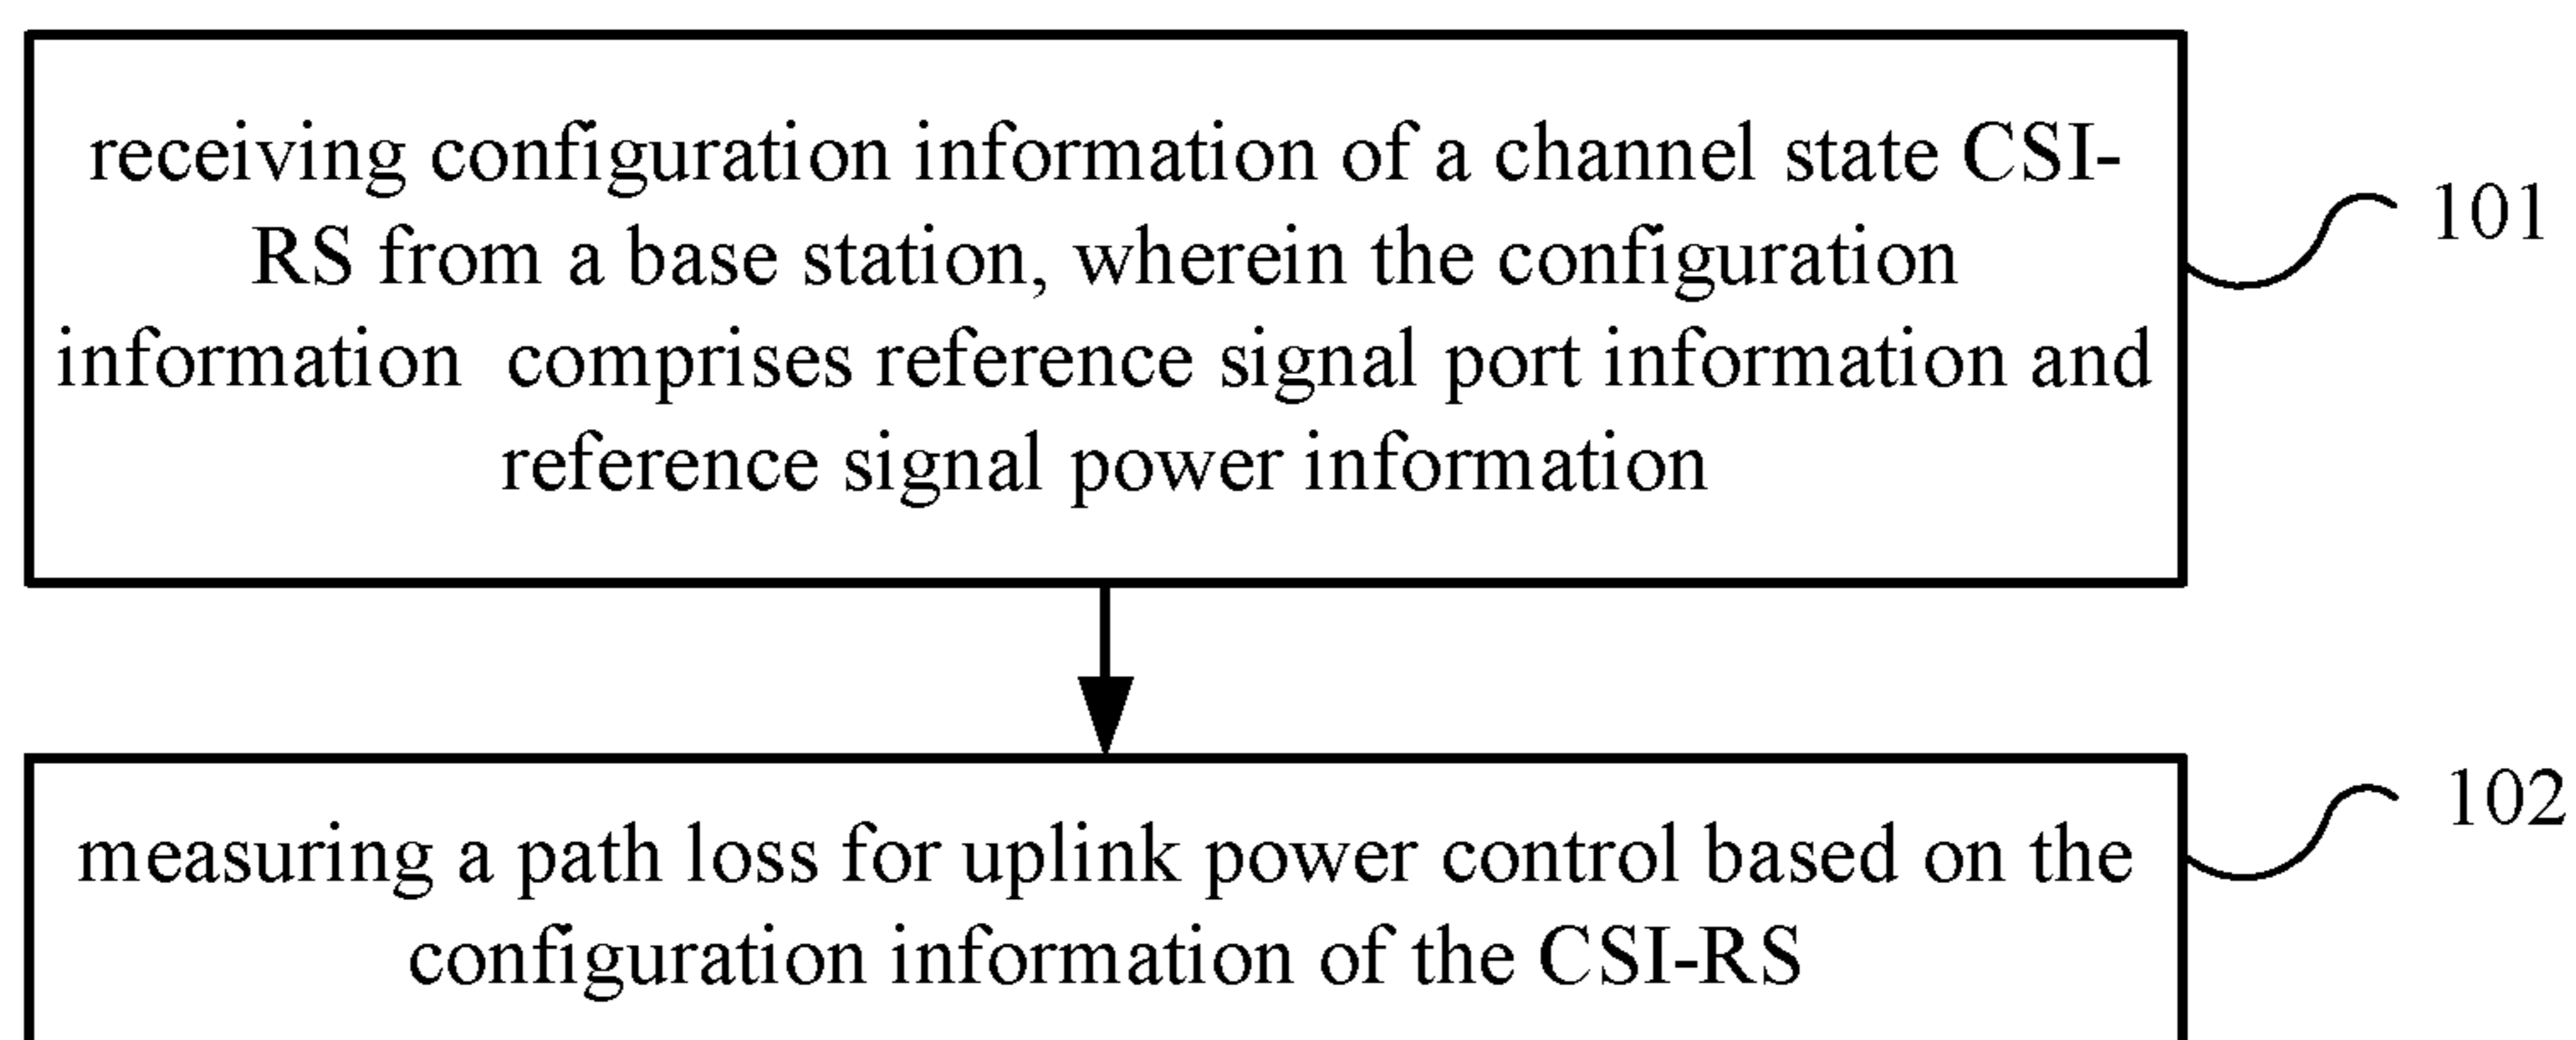 receiving configuration information of a channel state CSI-
RS from a base station, wherein the configuration
information  comprises reference signal port information and
reference signal power information
101
measuring a path loss for uplink power control based on the
configuration information of the CSI-RS
102